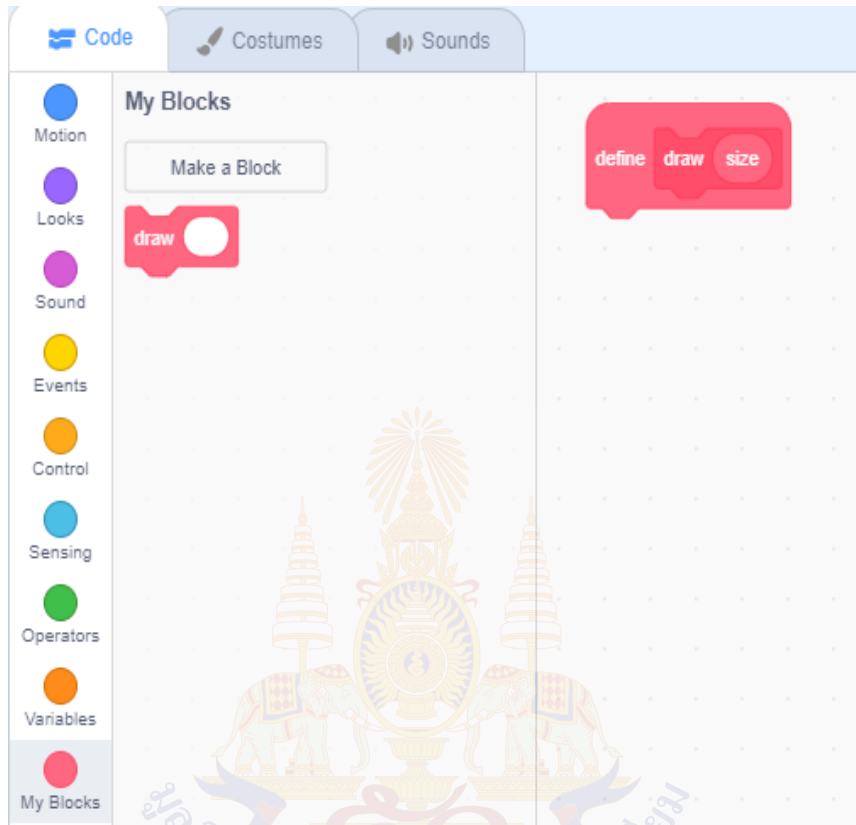 Code
Costumes
Sounds
Motion
Looks
Sound
Events
Control
Sensing
Operators
Variables
My Blocks
My Blocks
Make a Block
draw
define draw size